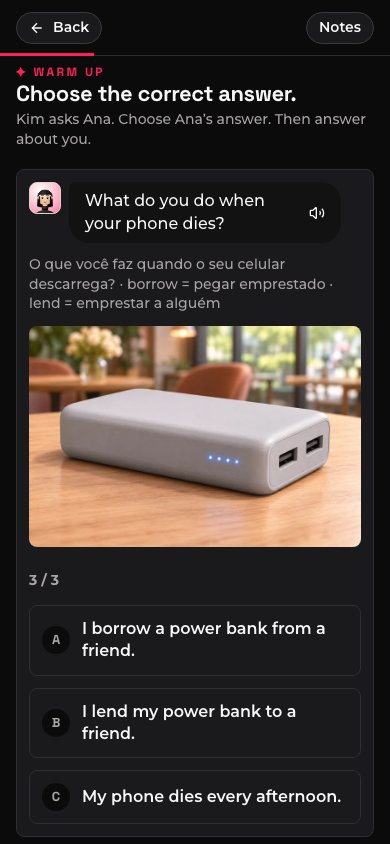 ← Back
Notes
✦ WARM UP
Choose the correct answer.
Kim asks Ana. Choose Ana's answer. Then answer
about you.
What do you do when
your phone dies?
O que você faz quando o seu celular
descarrega? · borrow = pegar emprestado ·
lend = emprestar a alguém
3 / 3
A
I borrow a power bank from a
friend.
B
I lend my power bank to a
friend.
C
My phone dies every afternoon.